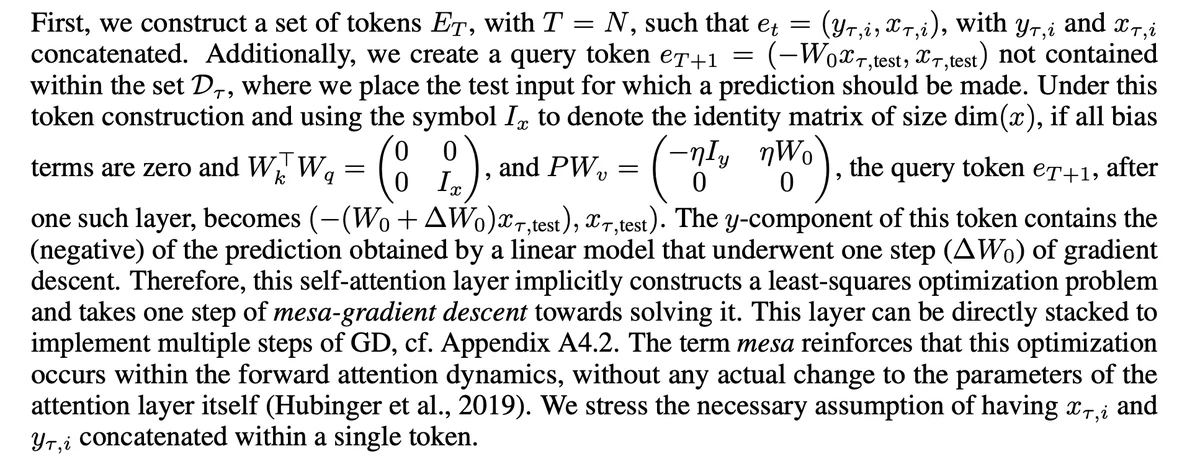 First, we construct a set of tokens $E_T$, with $T = N$, such that $e_t = (y_{\tau,i}, x_{\tau,i})$, with $y_{\tau,i}$ and $x_{\tau,i}$
concatenated. Additionally, we create a query token $e_{T+1} = (-W_0 x_{\tau,\text{test}}, x_{\tau,\text{test}})$ not contained
within the set $\mathcal{D}_\tau$, where we place the test input for which a prediction should be made. Under this
token construction and using the symbol $I_x$ to denote the identity matrix of size $\dim(x)$, if all bias
terms are zero and $W_k^\top W_q = \begin{pmatrix} 0 & 0 \\ 0 & I_x \end{pmatrix}$, and $PW_v = \begin{pmatrix} -\eta I_y & \eta W_0 \\ 0 & 0 \end{pmatrix}$, the query token $e_{T+1}$, after
one such layer, becomes $(-(W_0 + \Delta W_0)x_{\tau,\text{test}}), x_{\tau,\text{test}})$. The $y$-component of this token contains the
(negative) of the prediction obtained by a linear model that underwent one step ($\Delta W_0$) of gradient
descent. Therefore, this self-attention layer implicitly constructs a least-squares optimization problem
and takes one step of mesa-gradient descent towards solving it. This layer can be directly stacked to
implement multiple steps of GD, cf. Appendix A4.2. The term mesa reinforces that this optimization
occurs within the forward attention dynamics, without any actual change to the parameters of the
attention layer itself (Hubinger et al., 2019). We stress the necessary assumption of having $x_{\tau,i}$ and
$y_{\tau,i}$ concatenated within a single token.